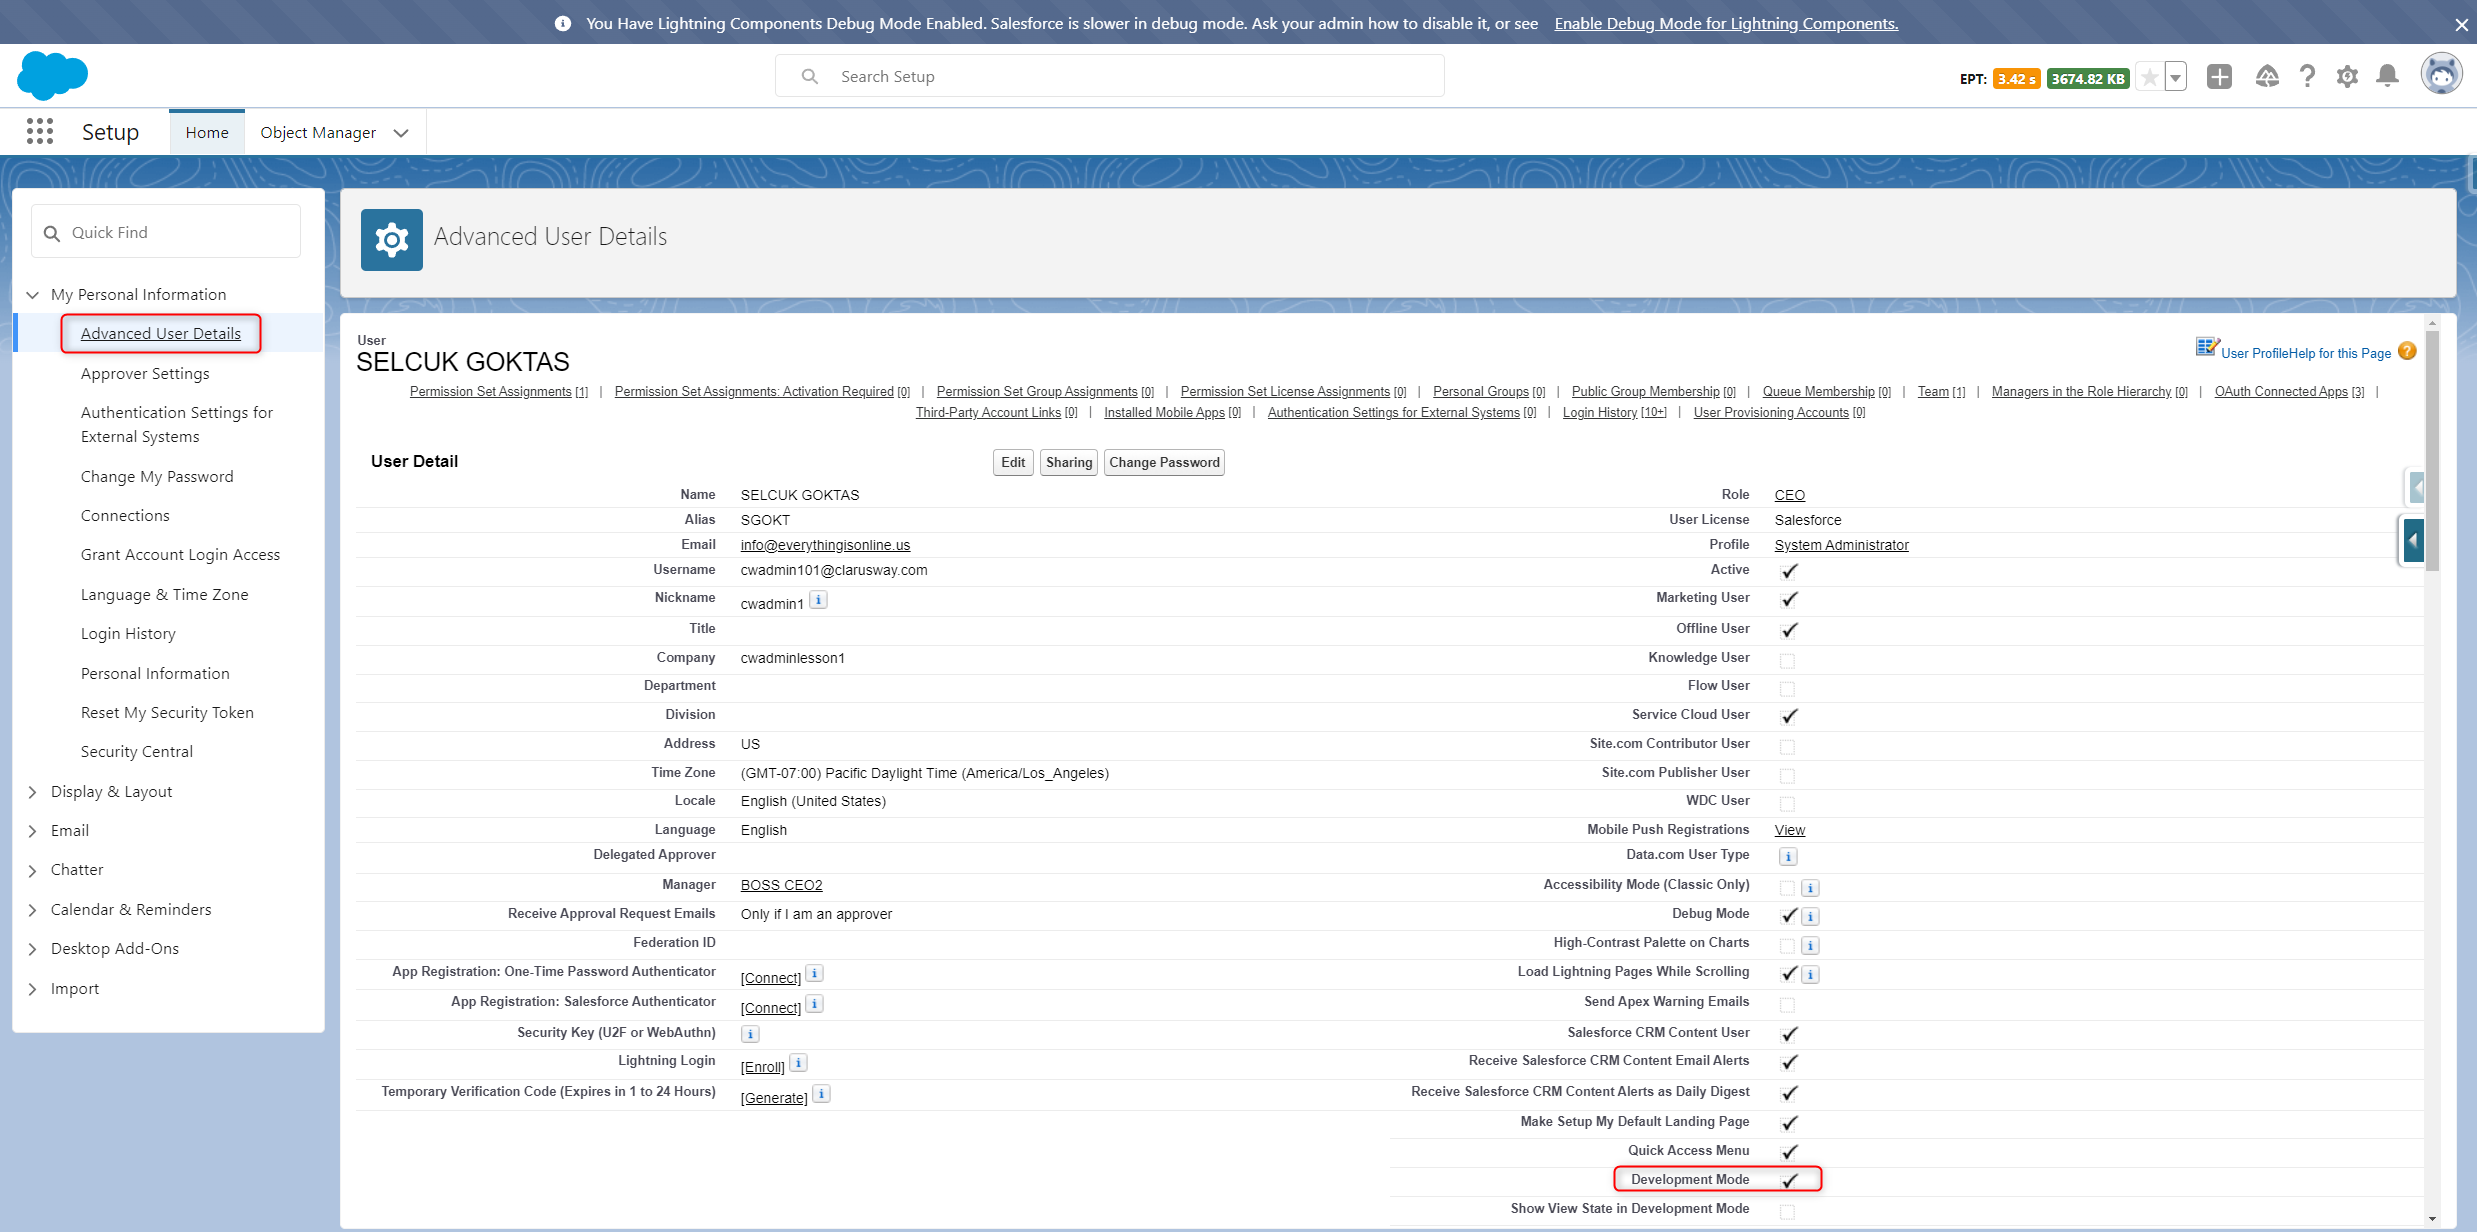 You Have Lightning Components Debug Mode Enabled. Salesforce is slower in debug mode. Ask your admin how to disable it, or see Enable Debug Mode for Lightning Components.
Search Setup
EPT: 3.42 s 3674.82 KB
Setup Home Object Manager
Quick Find
My Personal Information
Advanced User Details
Approver Settings
Authentication Settings for
External Systems
Change My Password
Connections
Grant Account Login Access
Language & Time Zone
Login History
Personal Information
Reset My Security Token
Security Central
Display & Layout
Email
Chatter
Calendar & Reminders
Desktop Add-Ons
Import
Advanced User Details
User
SELCUK GOKTAS
User Profile Help for this Page
Permission Set Assignments [1] | Permission Set Assignments: Activation Required [0] | Permission Set Group Assignments [0] | Permission Set License Assignments [0] | Personal Groups [0] | Public Group Membership [0] | Queue Membership [0] | Team [1] | Managers in the Role Hierarchy [0] | OAuth Connected Apps [3] |
Third-Party Account Links [0] | Installed Mobile Apps [0] | Authentication Settings for External Systems [0] | Login History [10+] | User Provisioning Accounts [0]
User Detail Edit Sharing Change Password
Name SELCUK GOKTAS
Alias SGOKT
Email info@everythingisonline.us
Username cwadmin101@clarusway.com
Nickname cwadmin1
Title
Company cwadminlesson1
Department
Division
Address US
Time Zone (GMT-07:00) Pacific Daylight Time (America/Los_Angeles)
Locale English (United States)
Language English
Delegated Approver
Manager BOSS CEO2
Receive Approval Request Emails Only if I am an approver
Federation ID
App Registration: One-Time Password Authenticator [Connect]
App Registration: Salesforce Authenticator [Connect]
Security Key (U2F or WebAuthn)
Lightning Login [Enroll]
Temporary Verification Code (Expires in 1 to 24 Hours) [Generate]
Role CEO
User License Salesforce
Profile System Administrator
Active
Marketing User
Offline User
Knowledge User
Flow User
Service Cloud User
Site.com Contributor User
Site.com Publisher User
WDC User
Mobile Push Registrations View
Data.com User Type
Accessibility Mode (Classic Only)
Debug Mode
High-Contrast Palette on Charts
Load Lightning Pages While Scrolling
Send Apex Warning Emails
Salesforce CRM Content User
Receive Salesforce CRM Content Email Alerts
Receive Salesforce CRM Content Alerts as Daily Digest
Make Setup My Default Landing Page
Quick Access Menu
Development Mode
Show View State in Development Mode